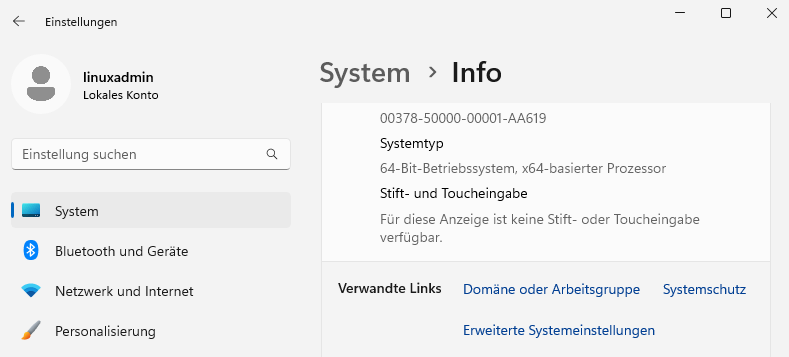 Einstellungen
linuxadmin
Lokales Konto
Einstellung suchen
System
Bluetooth und Geräte
Netzwerk und Internet
Personalisierung
System > Info
00378-50000-00001-AA619
Systemtyp
64-Bit-Betriebssystem, x64-basierter Prozessor
Stift- und Toucheingabe
Für diese Anzeige ist keine Stift- oder Toucheingabe
verfügbar.
Verwandte Links Domäne oder Arbeitsgruppe Systemschutz
Erweiterte Systemeinstellungen